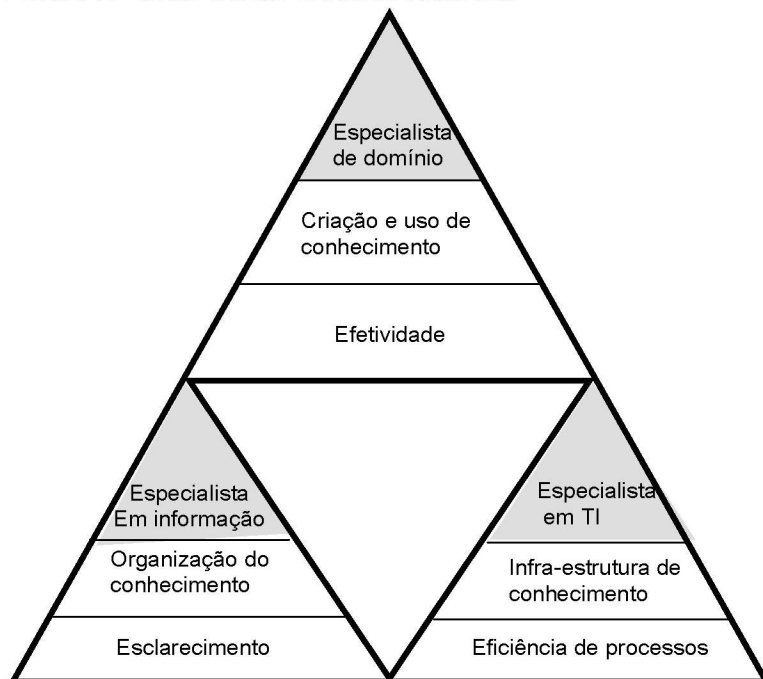 Especialista
de domínio
Criação e uso de
conhecimento
Efetividade
Especialista
Em informação
Organização do
conhecimento
Esclarecimento
Especialista
em TI
Infra-estrutura de
conhecimento
Eficiência de processos